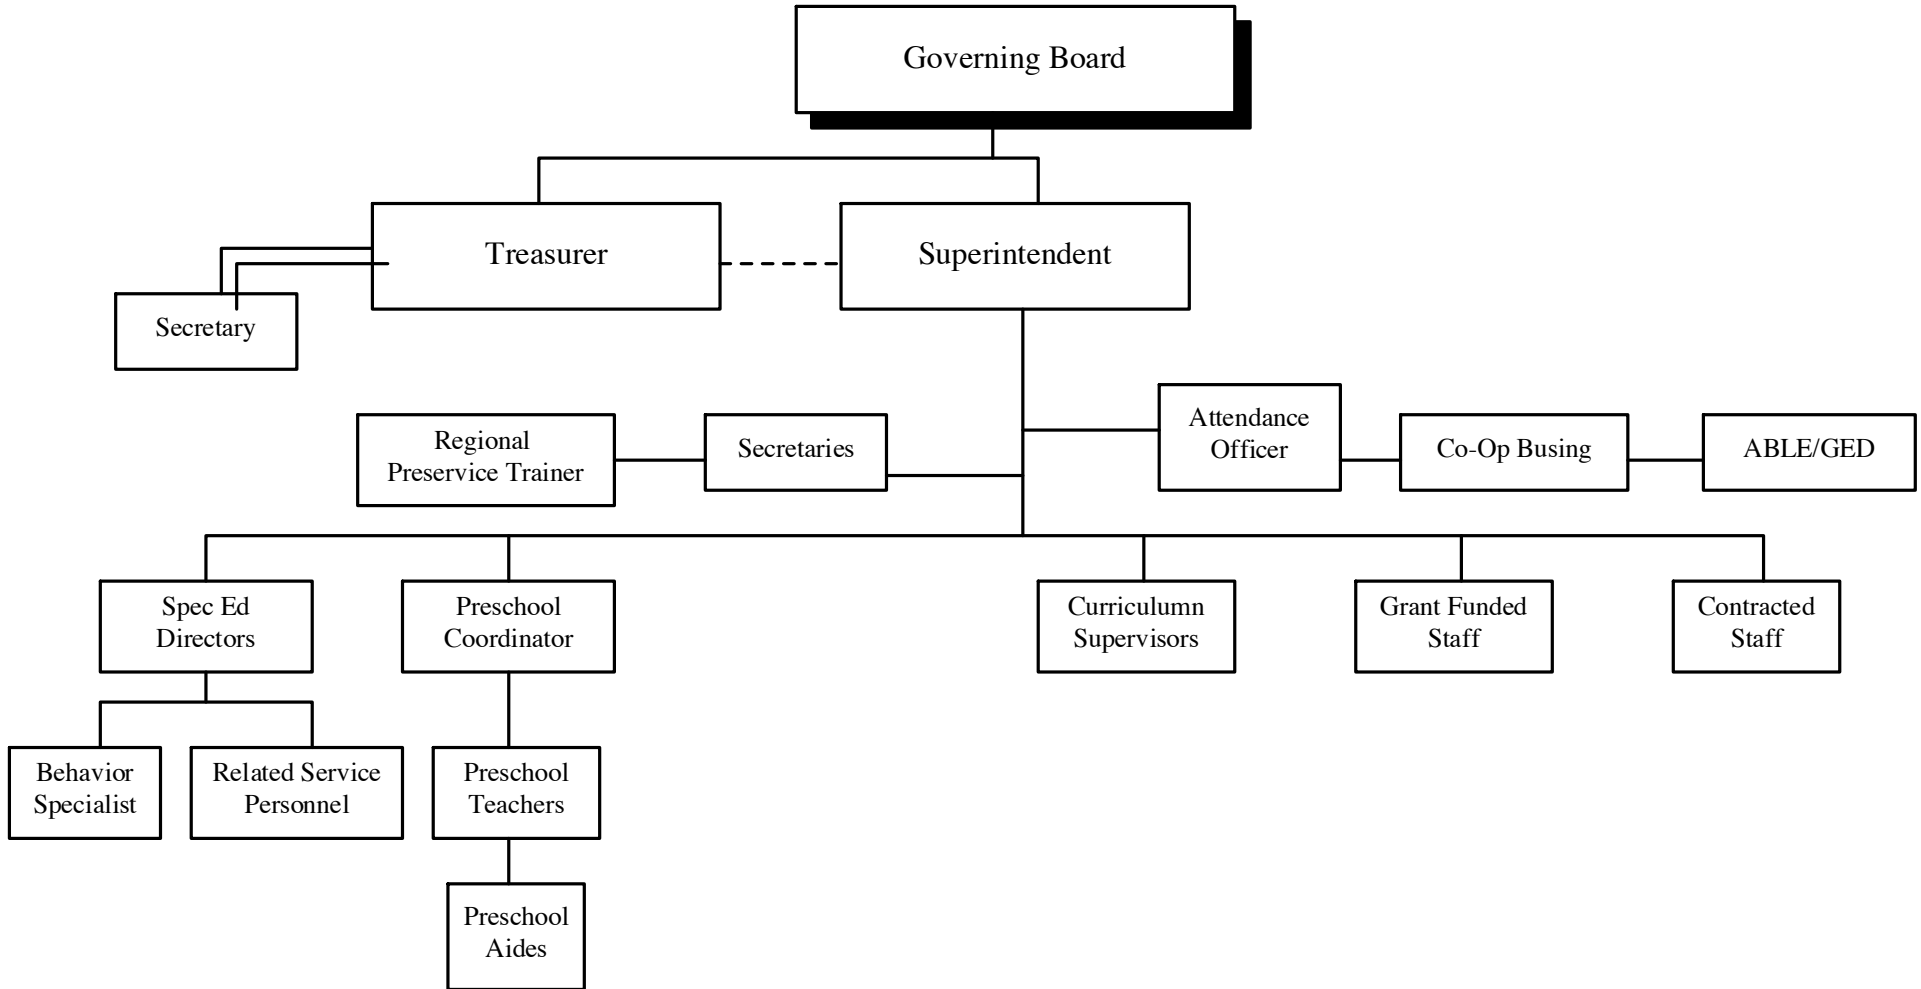 Governing Board
Treasurer
Superintendent
Secretary
Regional
Preservice Trainer
Secretaries
Attendance
Officer
Co-Op Busing
ABLE/GED
Spec Ed
Directors
Preschool
Coordinator
Curriculumn
Supervisors
Grant Funded
Staff
Contracted
Staff
Behavior
Specialist
Related Service
Personnel
Preschool
Teachers
Preschool
Aides